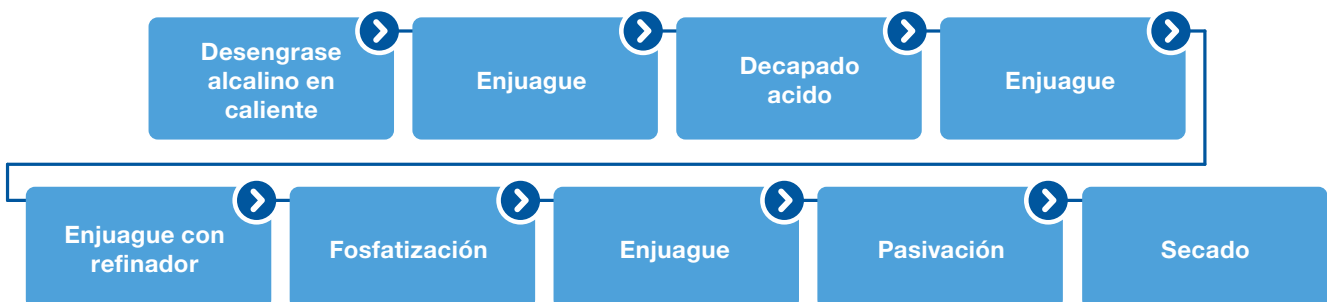 Desengrase
alcalino en
caliente
Enjuague
Decapado
acido
Enjuague
Enjuague con
refinador
Fosfatización
Enjuague
Pasivación
Secado